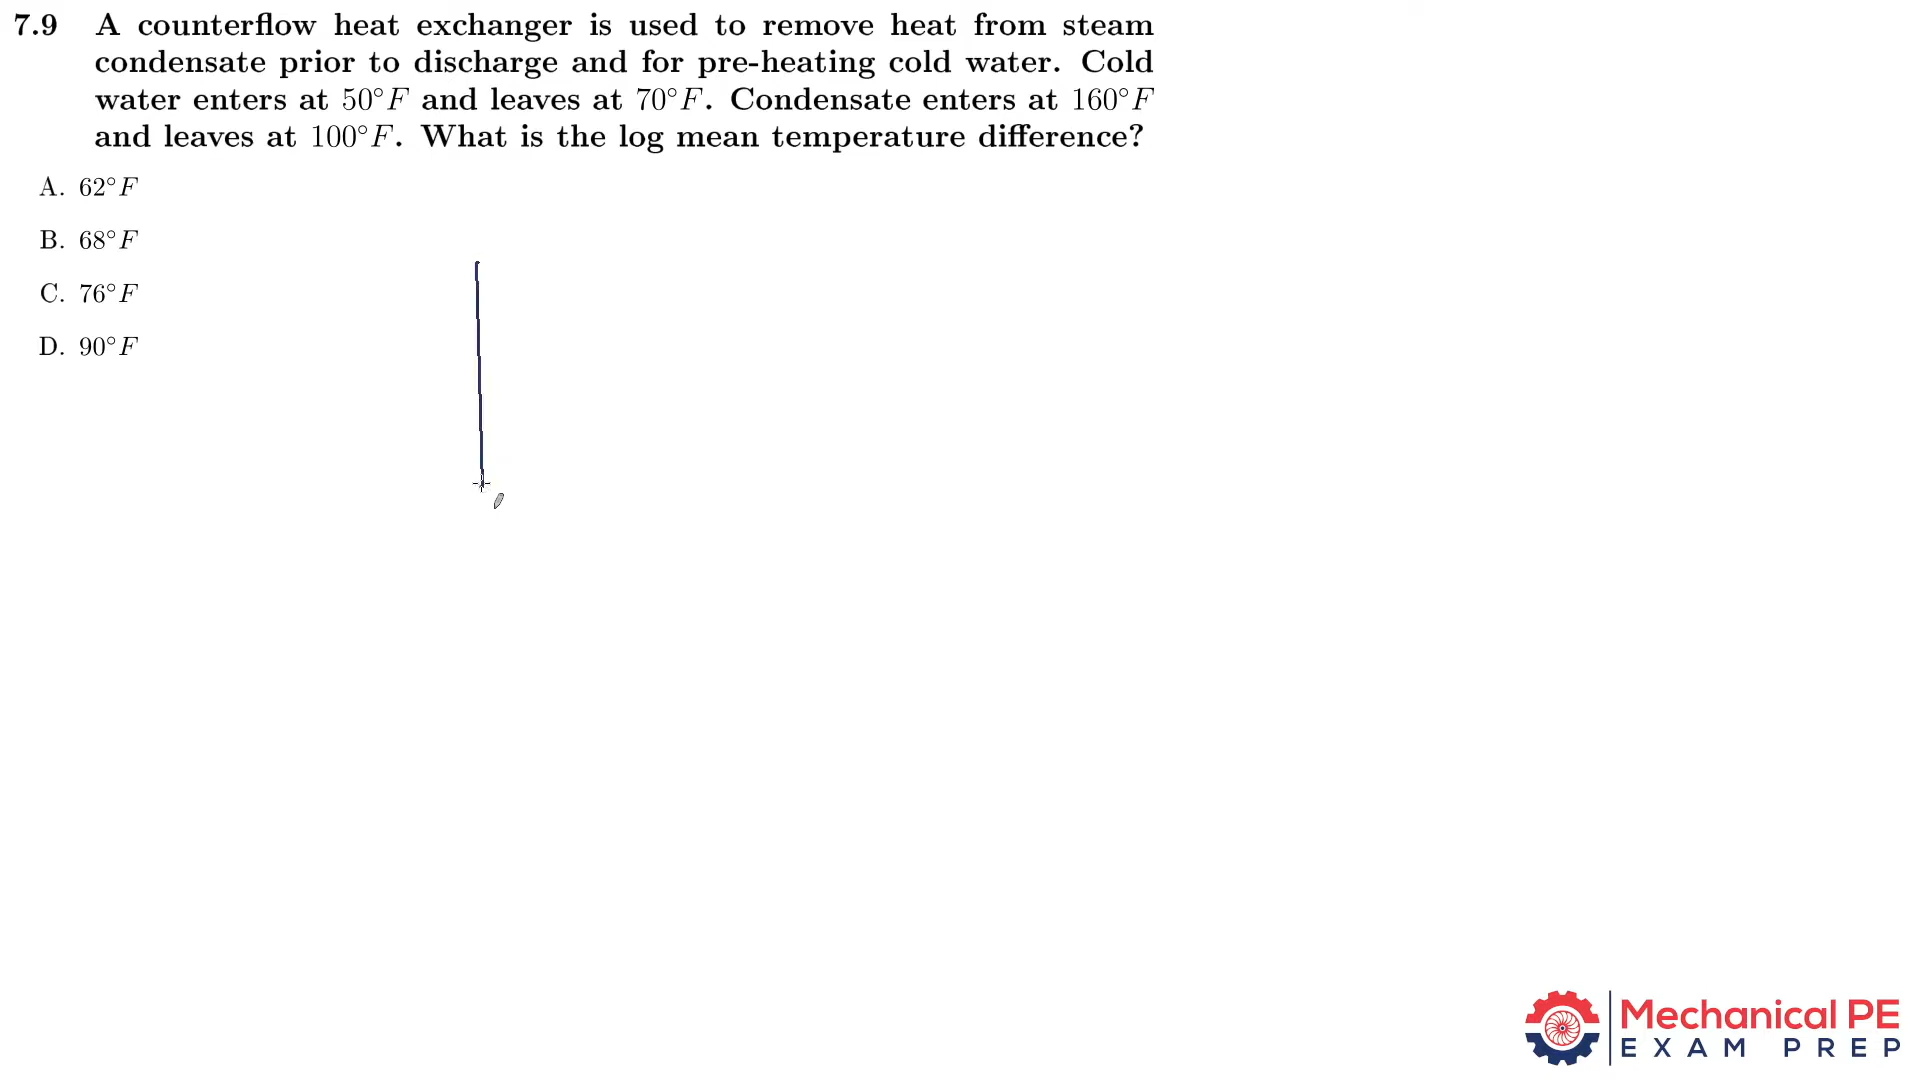 7.9 A counterflow heat exchanger is used to remove heat from steam
condensate prior to discharge and for pre-heating cold water. Cold
water enters at 50°F and leaves at 70°F. Condensate enters at 160°F
and leaves at 100°F. What is the log mean temperature difference?
A. 62°F
B. 68°F
C. 76°F
D. 90°F
Mechanical PE
EXAM PREP